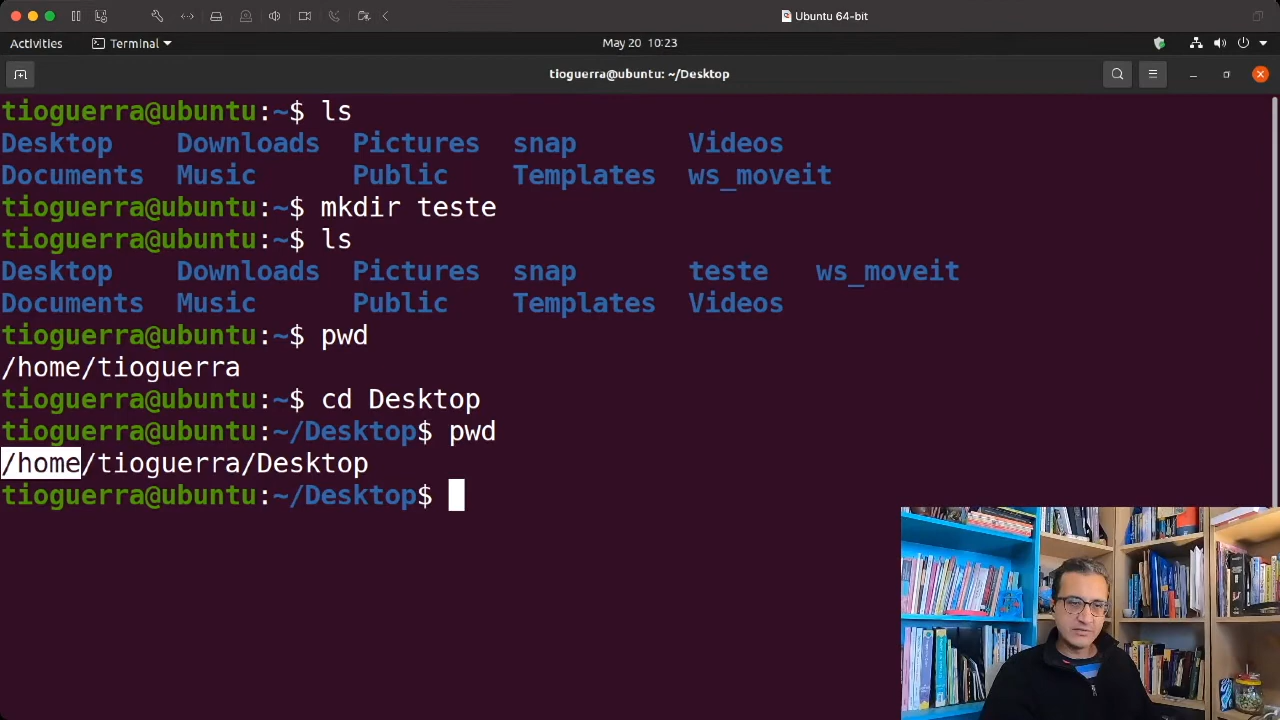 Ubuntu 64-bit
Activities
Terminal
May 20 10:23
tioguerra@ubuntu: ~/Desktop
tioguerra@ubuntu:~$ ls
Desktop Downloads Pictures snap Videos
Documents Music Public Templates ws_moveit
tioguerra@ubuntu:~$ mkdir teste
tioguerra@ubuntu:~$ ls
Desktop Downloads Pictures snap teste ws_moveit
Documents Music Public Templates Videos
tioguerra@ubuntu:~$ pwd
/home/tioguerra
tioguerra@ubuntu:~$ cd Desktop
tioguerra@ubuntu:~/Desktop$ pwd
/home/tioguerra/Desktop
tioguerra@ubuntu:~/Desktop$